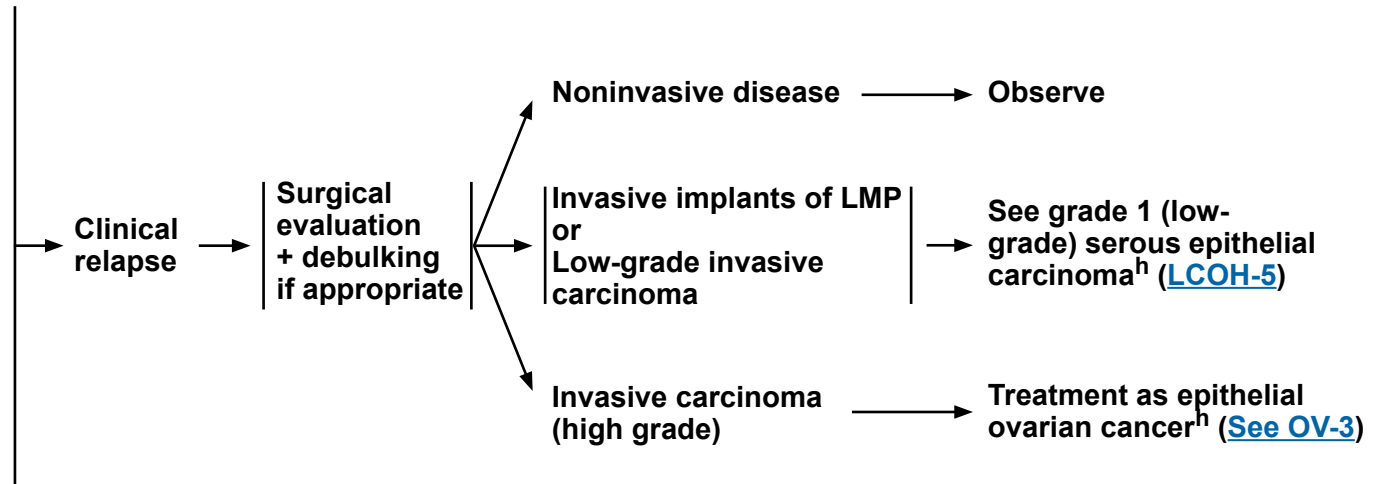 Clinical
relapse
Surgical
evaluation
+ debulking
if appropriate
Noninvasive disease
Observe
Invasive implants of LMP
or
Low-grade invasive
carcinoma
See grade 1 (low-
grade) serous epithelial
carcinomaʰ (LCOH-5)
Invasive carcinoma
(high grade)
Treatment as epithelial
ovarian cancerʰ (See OV-3)